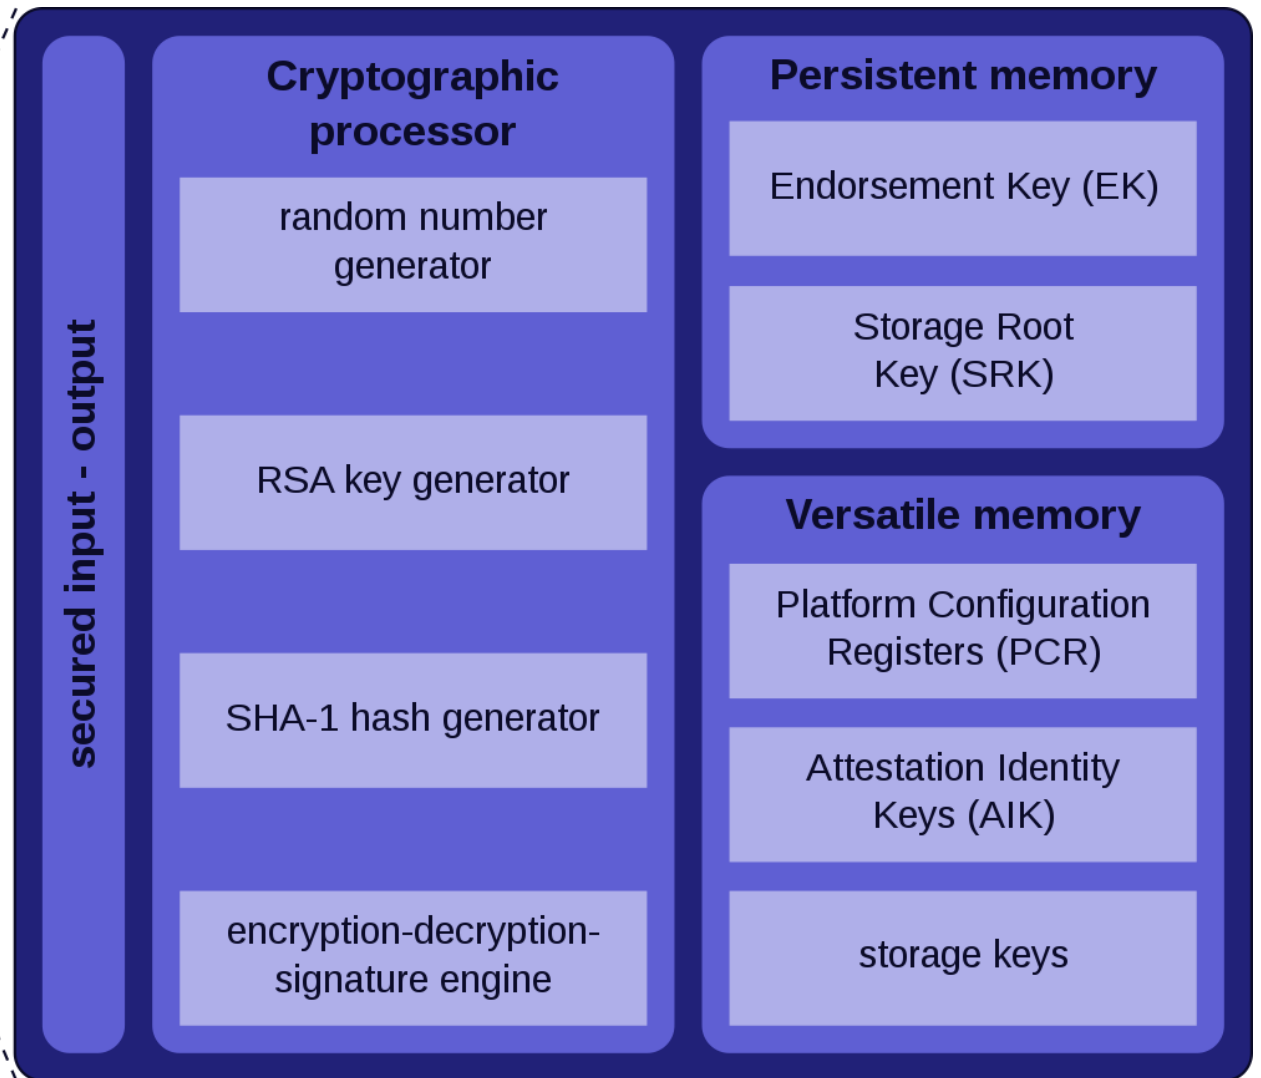 secured input - output
Cryptographic
processor
random number
generator
RSA key generator
SHA-1 hash generator
encryption-decryption-
signature engine
Persistent memory
Endorsement Key (EK)
Storage Root
Key (SRK)
Versatile memory
Platform Configuration
Registers (PCR)
Attestation Identity
Keys (AIK)
storage keys